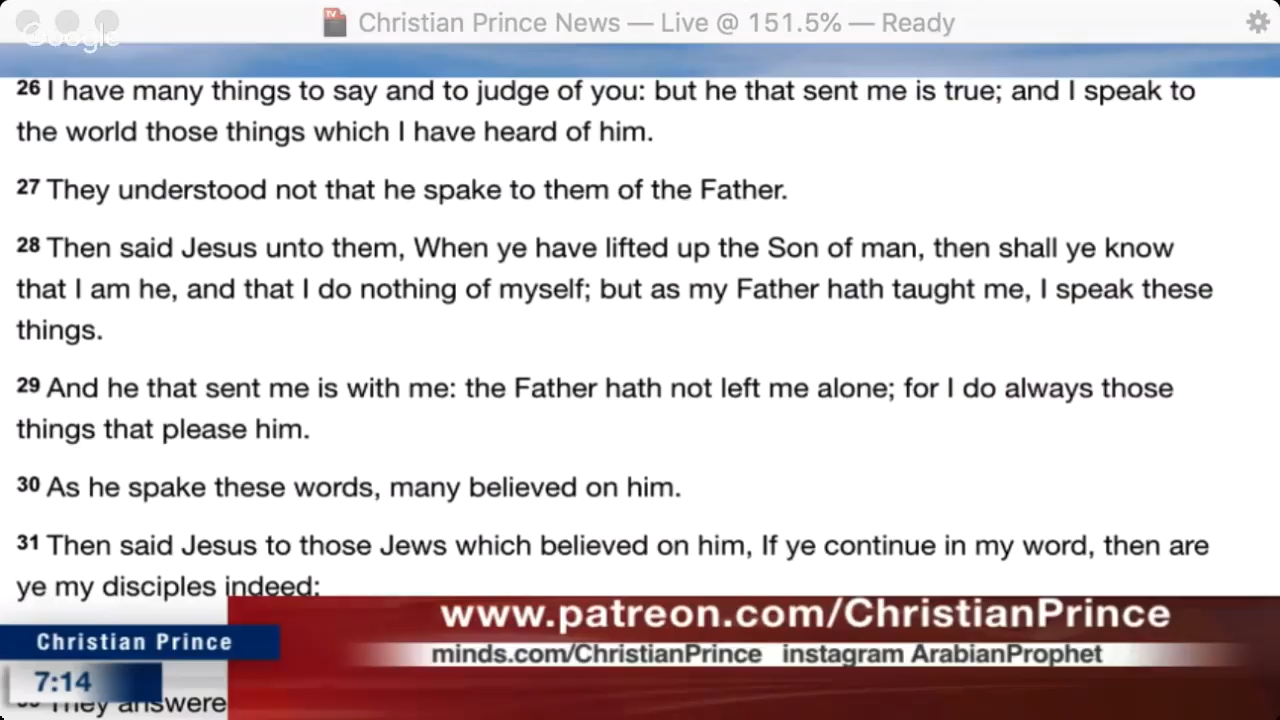 Christian Prince News — Live @ 151.5% — Ready
Google
26 I have many things to say and to judge of you: but he that sent me is true; and I speak to
the world those things which I have heard of him.
27 They understood not that he spake to them of the Father.
28 Then said Jesus unto them, When ye have lifted up the Son of man, then shall ye know
that I am he, and that I do nothing of myself; but as my Father hath taught me, I speak these
things.
29 And he that sent me is with me: the Father hath not left me alone; for I do always those
things that please him.
30 As he spake these words, many believed on him.
31 Then said Jesus to those Jews which believed on him, If ye continue in my word, then are
ye my disciples indeed:
www.patreon.com/ChristianPrince
Christian Prince
minds.com/ChristianPrince instagram ArabianProphet
7:14
They answere